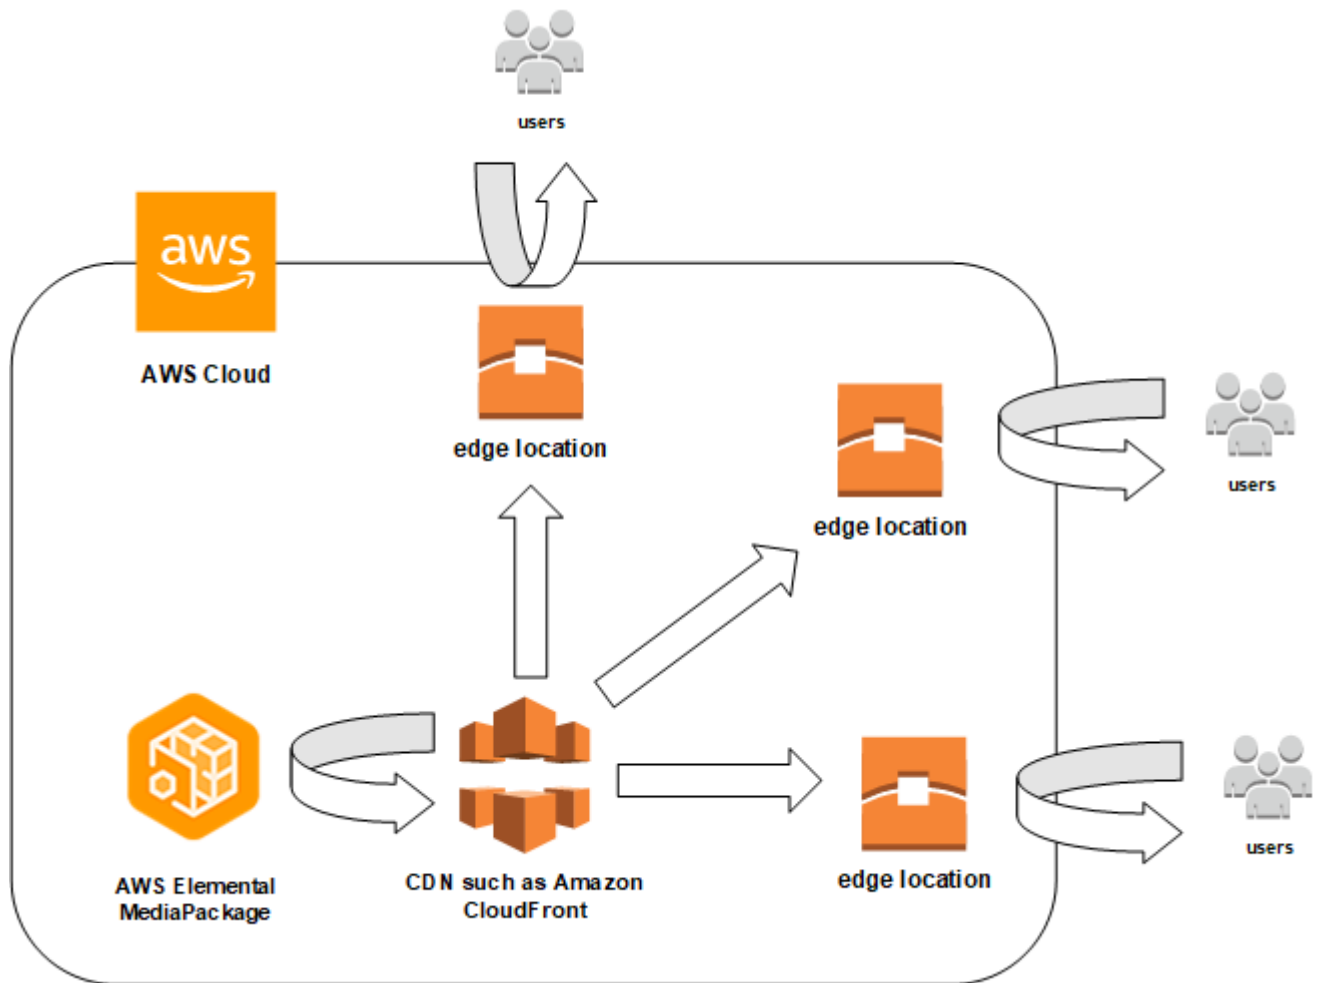 users
aws
AWS Cloud
edge location
users
edge location
users
edge location
AWS Elemental
MediaPackage
CDN such as Amazon
CloudFront